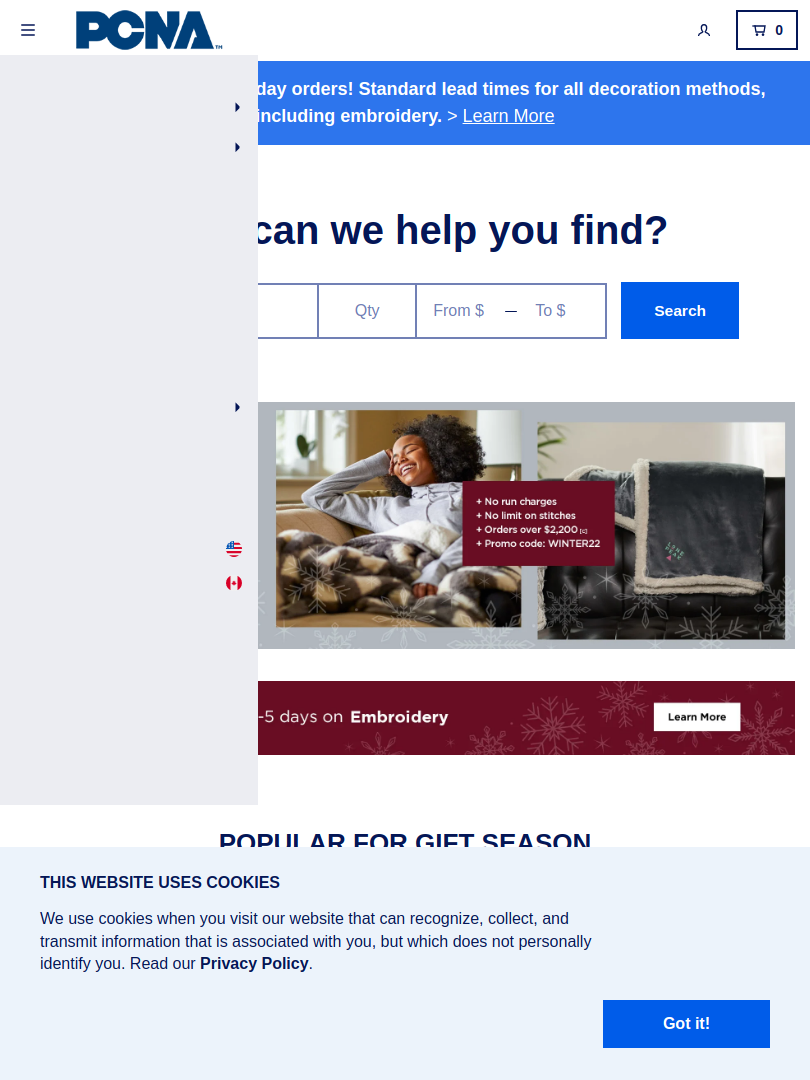 PCNA
TM
0
day orders! Standard lead times for all decoration methods,
including embroidery. > Learn More
can we help you find?
Qty
From $ — To $
Search
+ No run charges
+ No limit on stitches
+ Orders over $2,200 [C]
+ Promo code: WINTER22
LONE
PEAK
-5 days on Embroidery
Learn More
POPULAR FOR GIFT SEASON
THIS WEBSITE USES COOKIES
We use cookies when you visit our website that can recognize, collect, and
transmit information that is associated with you, but which does not personally
identify you. Read our Privacy Policy.
Got it!